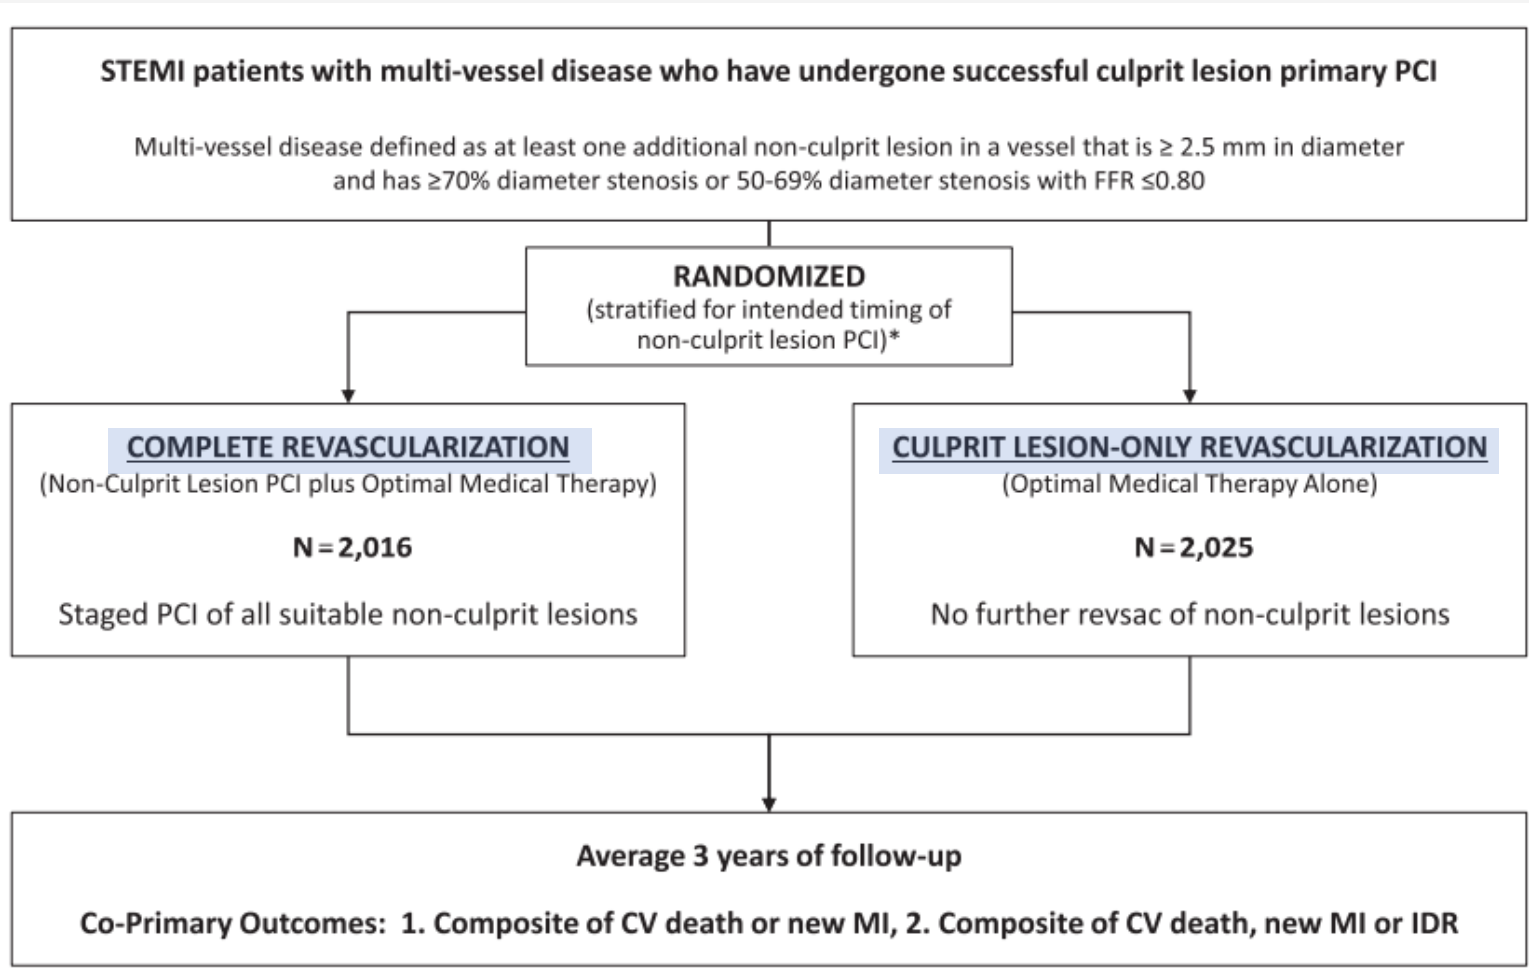 STEMI patients with multi-vessel disease who have undergone successful culprit lesion primary PCI
Multi-vessel disease defined as at least one additional non-culprit lesion in a vessel that is ≥ 2.5 mm in diameter
and has ≥70% diameter stenosis or 50-69% diameter stenosis with FFR ≤0.80
RANDOMIZED
(stratified for intended timing of
non-culprit lesion PCI)*
COMPLETE REVASCULARIZATION
(Non-Culprit Lesion PCI plus Optimal Medical Therapy)
N = 2,016
Staged PCI of all suitable non-culprit lesions
CULPRIT LESION-ONLY REVASCULARIZATION
(Optimal Medical Therapy Alone)
N = 2,025
No further revsac of non-culprit lesions
Average 3 years of follow-up
Co-Primary Outcomes: 1. Composite of CV death or new MI, 2. Composite of CV death, new MI or IDR